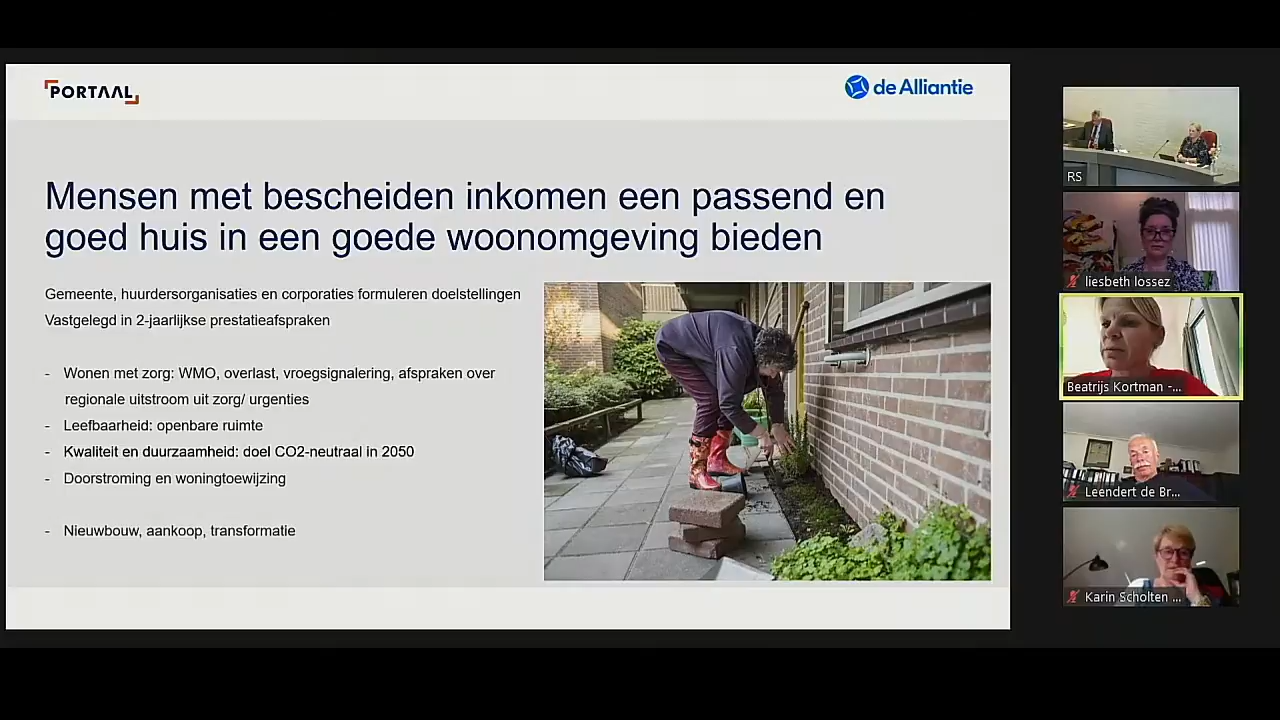 PORTAAL
de Alliantie
Mensen met bescheiden inkomen een passend en
goed huis in een goede woonomgeving bieden
Gemeente, huurdersorganisaties en corporaties formuleren doelstellingen
Vastgelegd in 2-jaarlijkse prestatieafspraken
- Wonen met zorg: WMO, overlast, vroegsignalering, afspraken over
regionale uitstroom uit zorg/ urgenties
- Leefbaarheid: openbare ruimte
- Kwaliteit en duurzaamheid: doel CO2-neutraal in 2050
- Doorstroming en woningtoewijzing
- Nieuwbouw, aankoop, transformatie
RS
liesbeth lossez
Beatrijs Kortman -...
Leendert de Br...
Karin Scholten ...